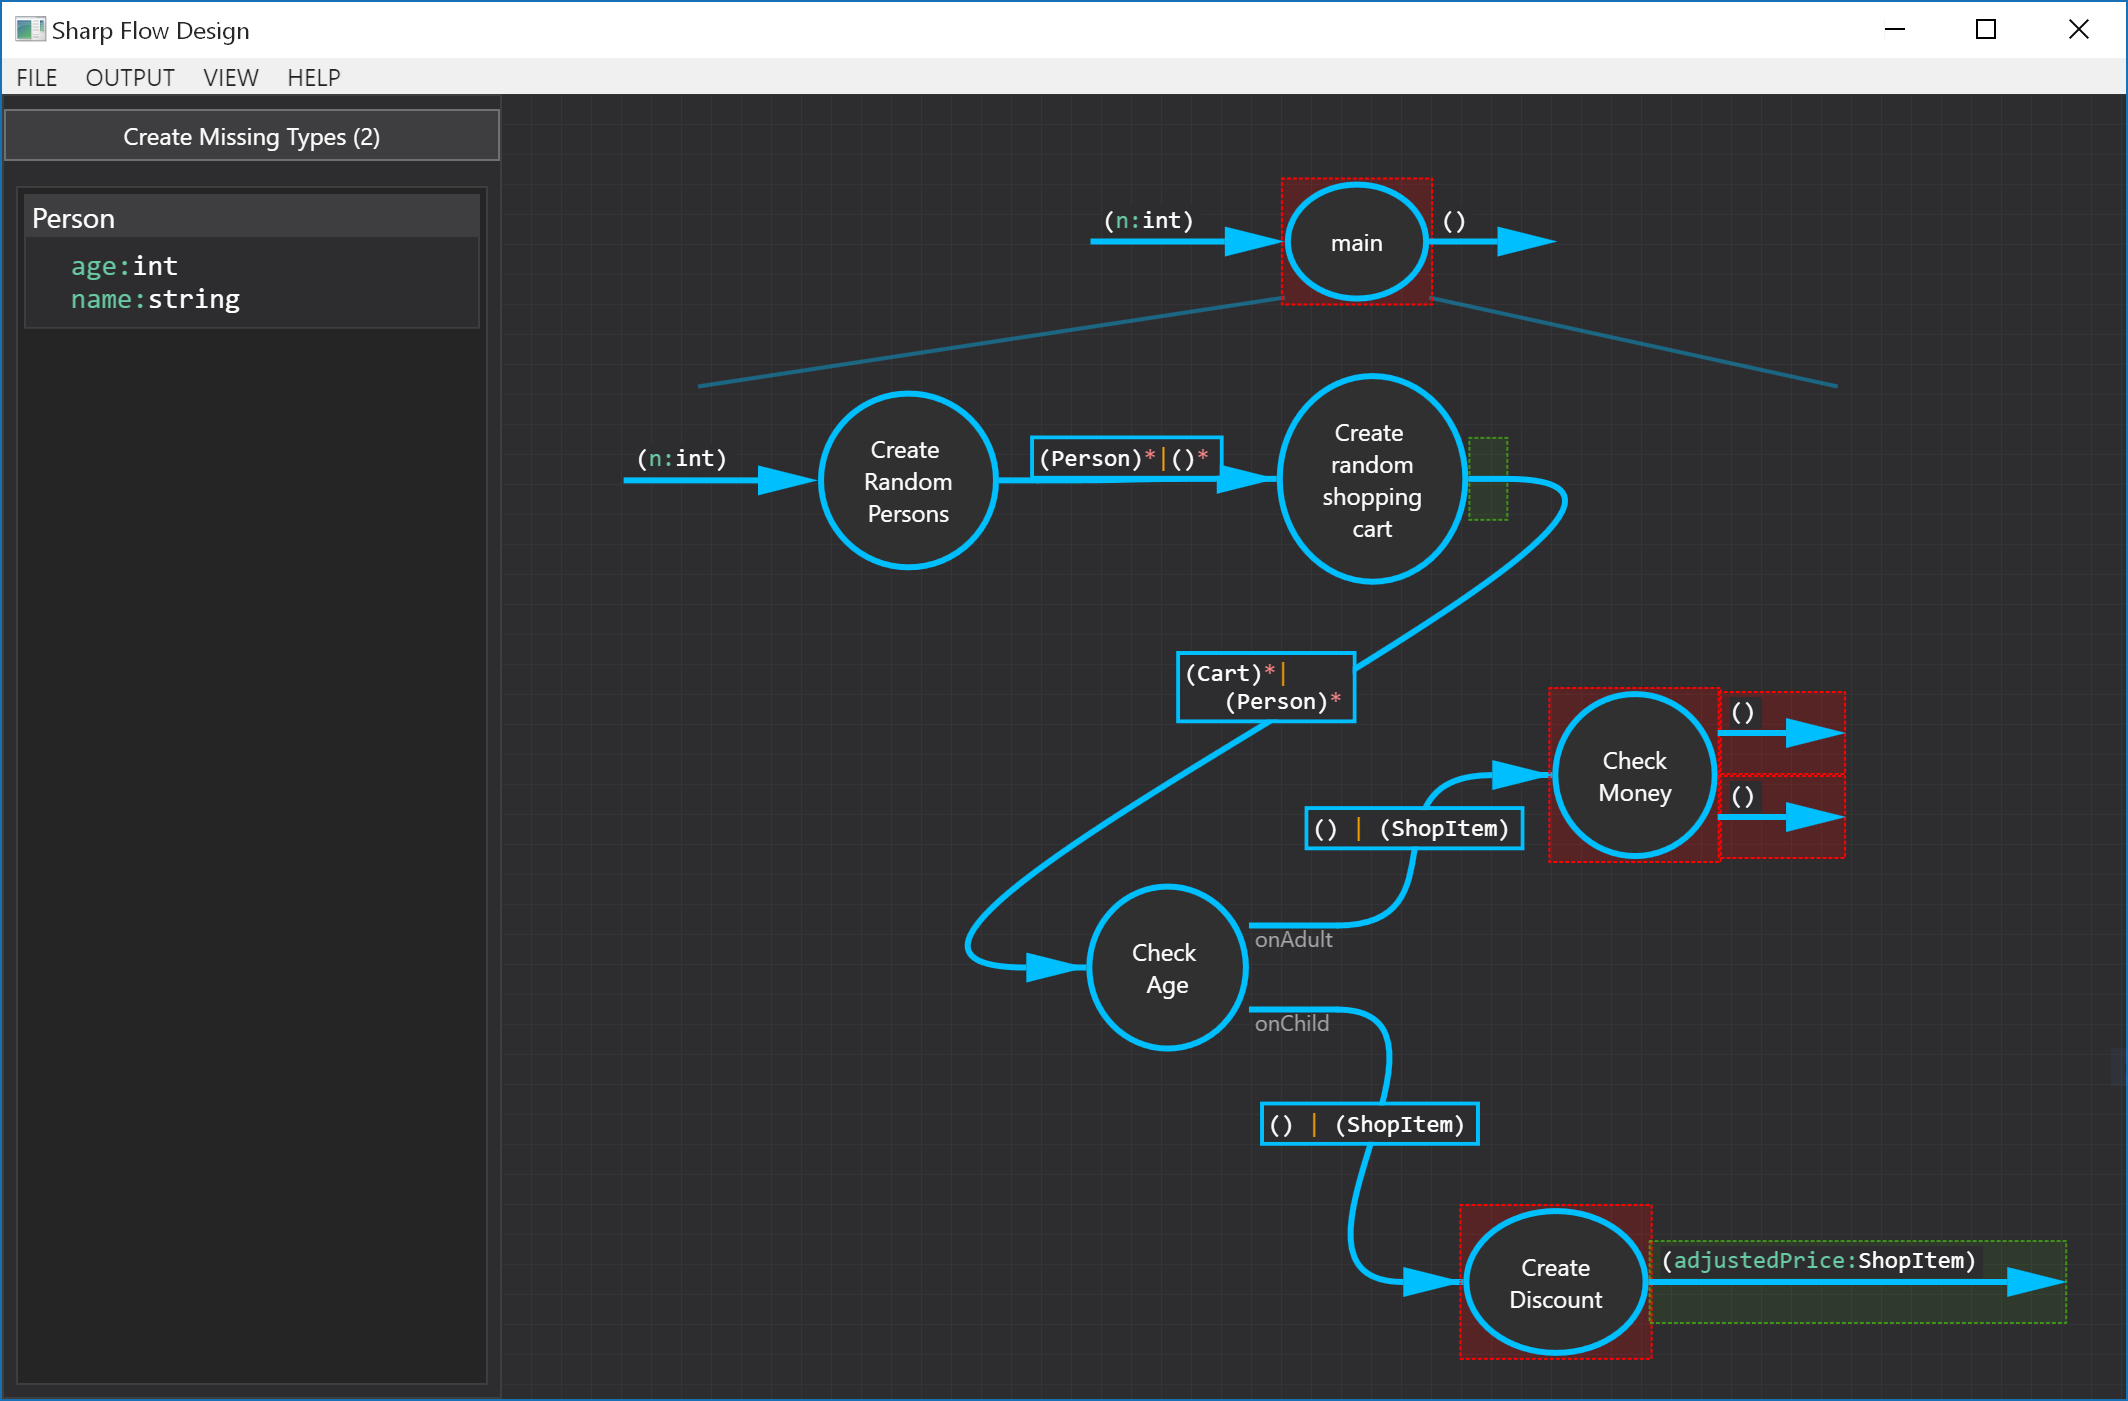 Sharp Flow Design
FILE OUTPUT VIEW HELP
Create Missing Types (2)
Person
age:int
name:string
(n:int)
main
()
(n:int)
Create
Random
Persons
(Person)*|()*
Create
random
shopping
cart
(Cart)*|
(Person)*
Check
Money
()
()
() | (ShopItem)
Check
Age
onAdult
onChild
() | (ShopItem)
Create
Discount
(adjustedPrice:ShopItem)